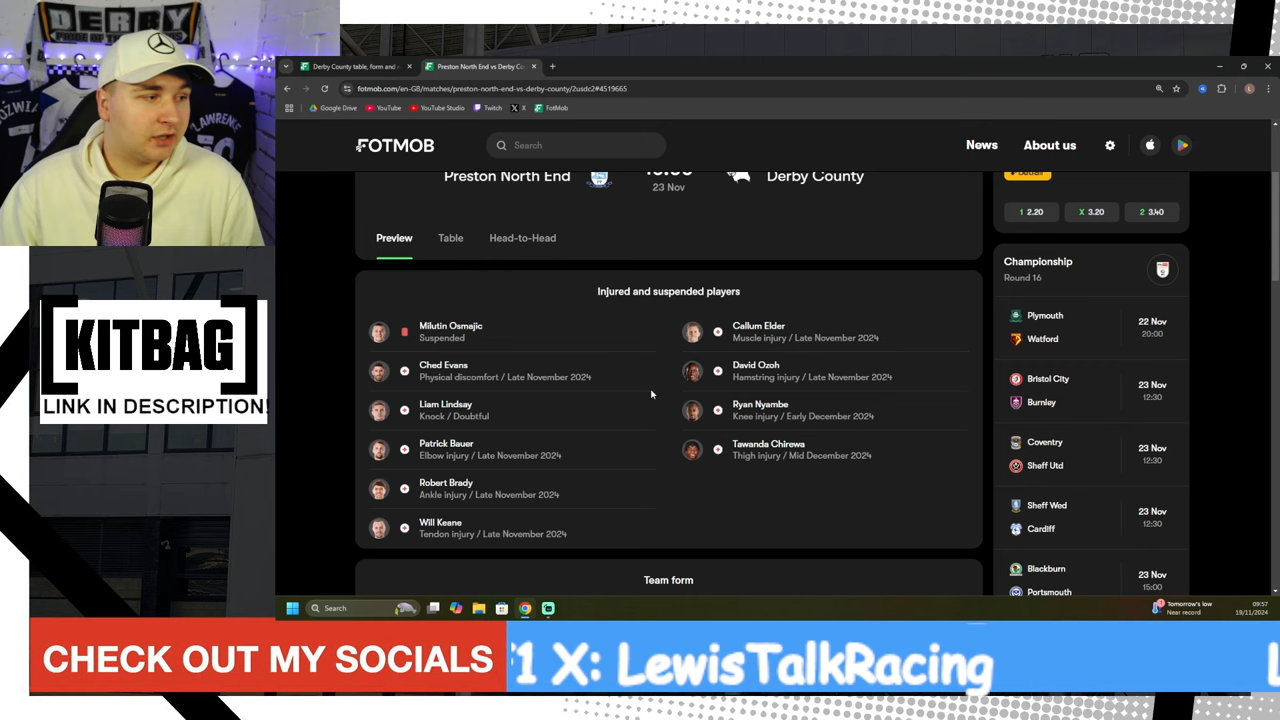 DERBY
PRIDE OF THE
LAWRENCE
KITBAG
LINK IN DESCRIPTION!
Derby County table, form and
Preston North End vs Derby Co
fotmob.com/en-GB/matches/preston-north-end-vs-derby-county/2usdc2#4519665
Google Drive
YouTube
YouTube Studio
Twitch
X
FotMob
FOTMOB
Search
News
About us
Preston North End
23 Nov
Derby County
Preview
Table
Head-to-Head
1 2.20
X 3.20
2 3.40
Injured and suspended players
Milutin Osmajic
Suspended
Ched Evans
Physical discomfort / Late November 2024
Liam Lindsay
Knock / Doubtful
Patrick Bauer
Elbow injury / Late November 2024
Robert Brady
Ankle injury / Late November 2024
Will Keane
Tendon injury / Late November 2024
Callum Elder
Muscle injury / Late November 2024
David Ozoh
Hamstring injury / Late November 2024
Ryan Nyambe
Knee injury / Early December 2024
Tawanda Chirewa
Thigh injury / Mid December 2024
Team form
Championship
Round 16
Plymouth
Watford
22 Nov
20:00
Bristol City
Burnley
23 Nov
12:30
Coventry
Sheff Utd
23 Nov
12:30
Sheff Wed
Cardiff
23 Nov
12:30
Blackburn
Portsmouth
23 Nov
15:00
Search
Tomorrow's low
Near record
09:57
19/11/2024
CHECK OUT MY SOCIALS
F1 X: LewisTalkRacing